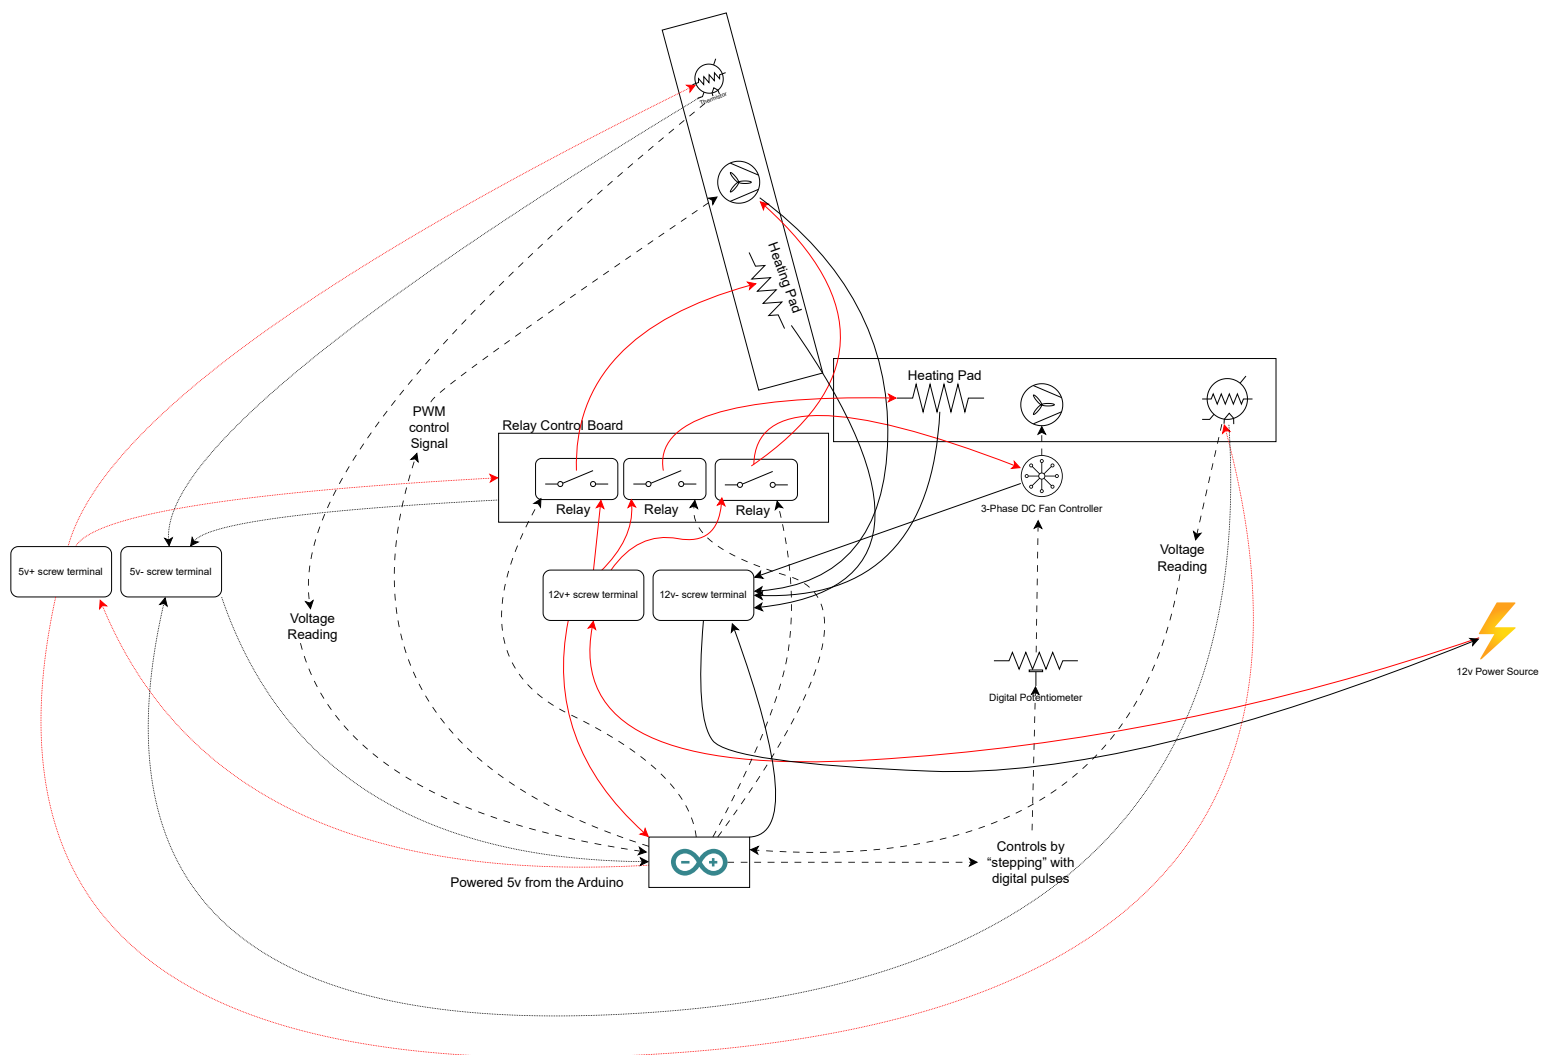 Thermistor
Heating Pad
Heating Pad
PWM
control
Signal
Relay Control Board
Relay
Relay
Relay
3-Phase DC Fan Controller
Voltage
Reading
5v+ screw terminal
5v- screw terminal
12v+ screw terminal
12v- screw terminal
Voltage
Reading
12v Power Source
Digital Potentiometer
Controls by
“stepping” with
digital pulses
Powered 5v from the Arduino